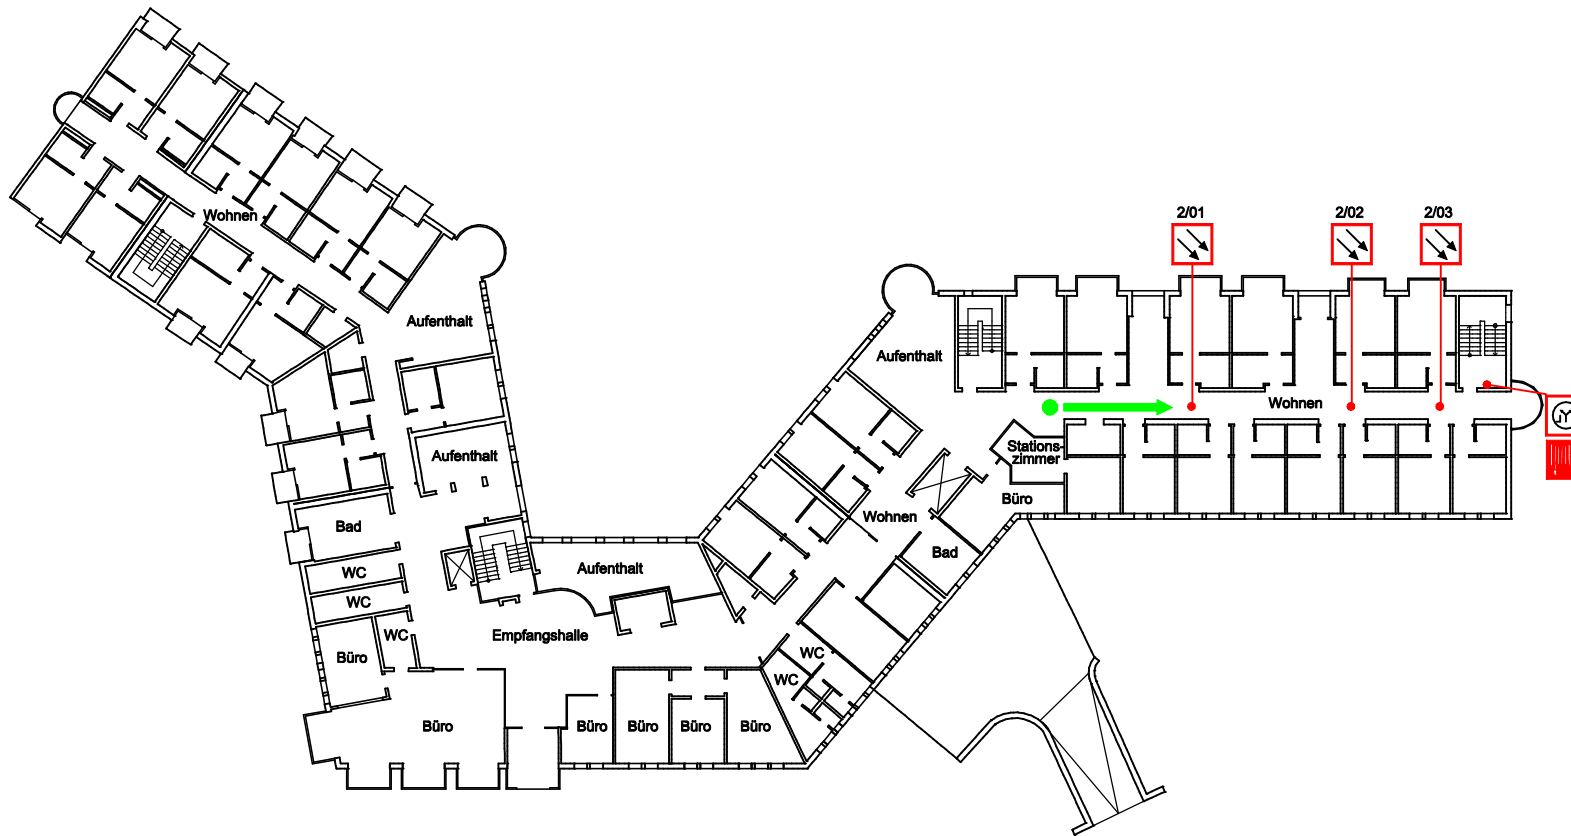 2/01
2/02
2/03
Wohnen
Aufenthalt
Aufenthalt
Wohnen
Stations-
zimmer
Aufenthalt
Büro
Bad
Wohnen
Bad
Aufenthalt
WC
WC
WC
Empfangshalle
Büro
WC
WC
Büro
Büro
Büro
Büro
Büro